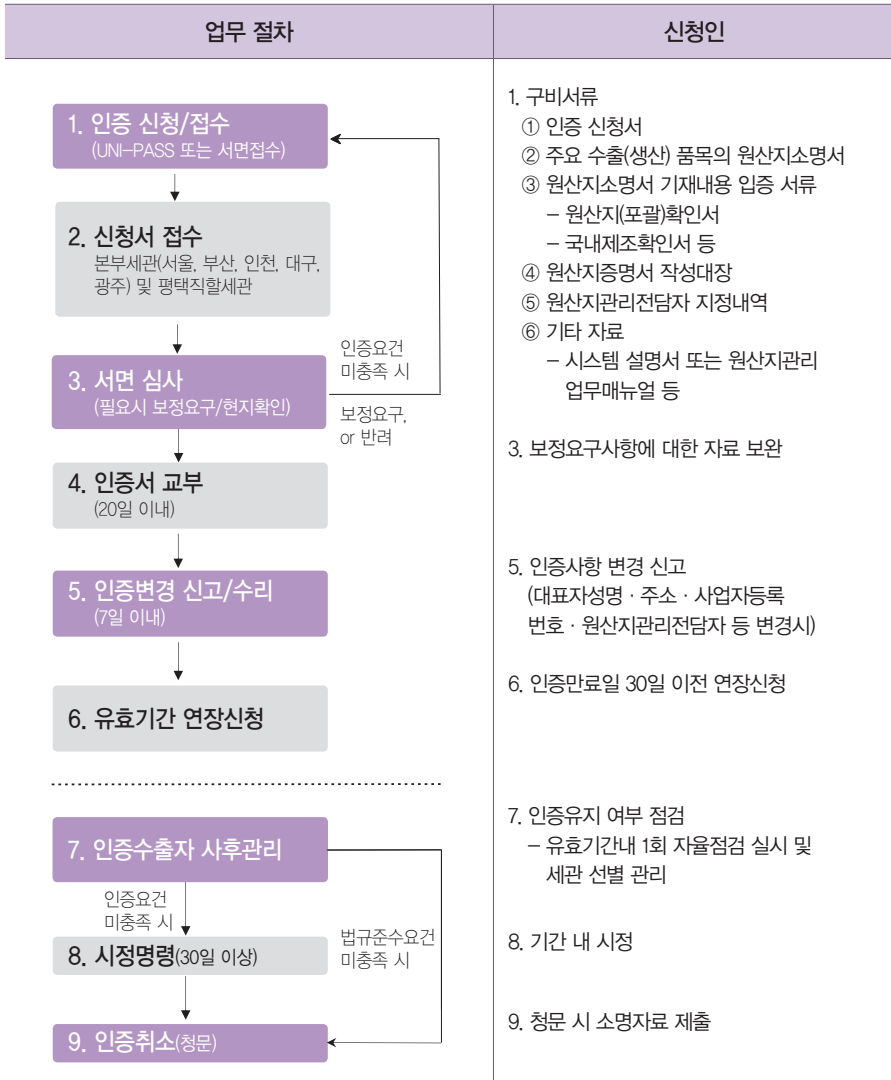 업무 절차
신청인
1. 인증 신청/접수
(UNI-PASS 또는 서면접수)
2. 신청서 접수
본부세관(서울, 부산, 인천, 대구,
광주) 및 평택직할세관
인증요건
미충족 시
3. 서면 심사
(필요시 보정요구/현지확인)
보정요구,
or 반려
4. 인증서 교부
(20일 이내)
5. 인증변경 신고/수리
(7일 이내)
6. 유효기간 연장신청
7. 인증수출자 사후관리
인증요건
미충족 시
법규준수요건
미충족 시
8. 시정명령(30일 이상)
9. 인증취소(청문)
1. 구비서류
① 인증 신청서
② 주요 수출(생산) 품목의 원산지소명서
③ 원산지소명서 기재내용 입증 서류
– 원산지(포괄)확인서
– 국내제조확인서 등
④ 원산지증명서 작성대장
⑤ 원산지관리전담자 지정내역
⑥ 기타 자료
– 시스템 설명서 또는 원산지관리
업무매뉴얼 등
3. 보정요구사항에 대한 자료 보완
5. 인증사항 변경 신고
(대표자성명 · 주소 · 사업자등록
번호 · 원산지관리전담자 등 변경시)
6. 인증만료일 30일 이전 연장신청
7. 인증유지 여부 점검
– 유효기간내 1회 자율점검 실시 및
세관 선별 관리
8. 기간 내 시정
9. 청문 시 소명자료 제출